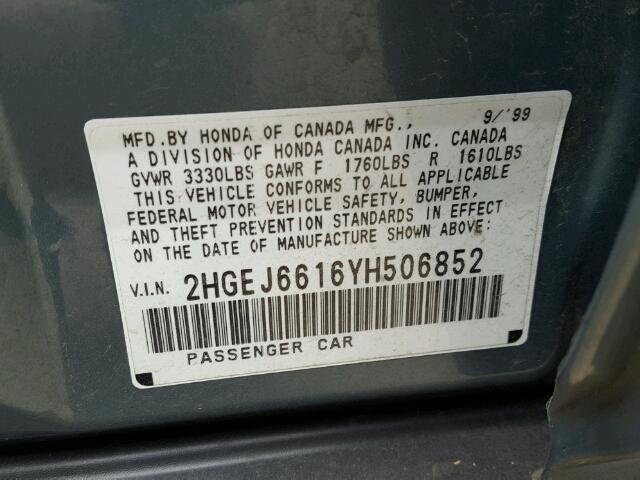 MFD.BY HONDA OF CANADA MFG., 9/'99
A DIVISION OF HONDA CANADA INC. CANADA
GVWR 3330LBS GAWR F 1760LBS R 1610LBS
THIS VEHICLE CONFORMS TO ALL APPLICABLE
FEDERAL MOTOR VEHICLE SAFETY, BUMPER,
AND THEFT PREVENTION STANDARDS IN EFFECT
ON THE DATE OF MANUFACTURE SHOWN ABOVE.
V.I.N. 2HGEJ6616YH506852
PASSENGER CAR